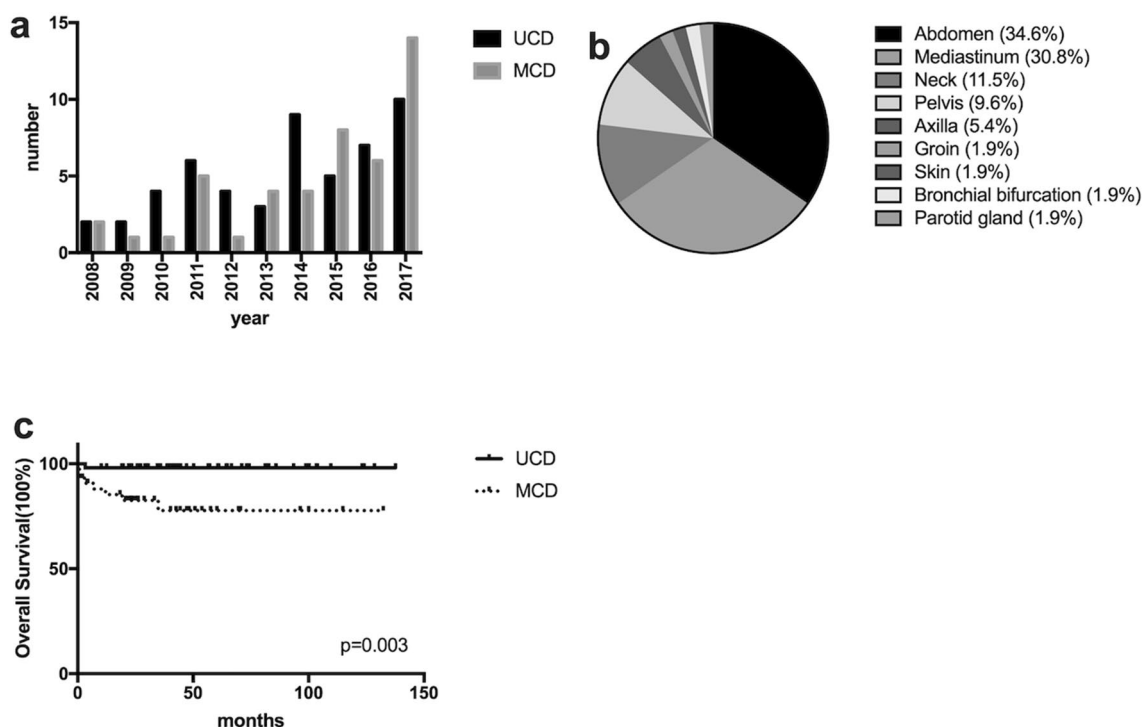 a
15
10
5
0
number
2008
2009
2010
2011
2012
2013
2014
2015
2016
2017
year
UCD
MCD
b
Abdomen (34.6%)
Mediastinum (30.8%)
Neck (11.5%)
Pelvis (9.6%)
Axilla (5.4%)
Groin (1.9%)
Skin (1.9%)
Bronchial bifurcation (1.9%)
Parotid gland (1.9%)
c
100
50
0
Overall Survival(100%)
p=0.003
0
50
100
150
months
UCD
MCD